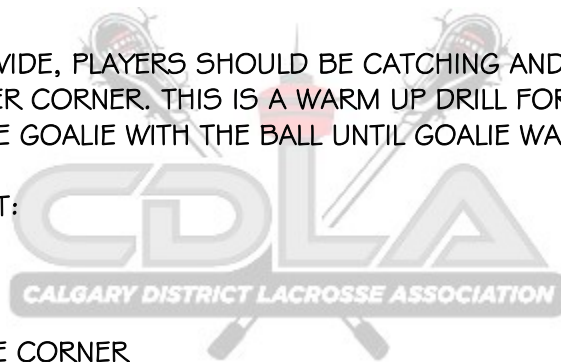 VIDE, PLAYERS SHOULD BE CATCHING AND
ER CORNER. THIS IS A WARM UP DRILL FOR
E GOALIE WITH THE BALL UNTIL GOALIE WA
T:
CDLA
CALGARY DISTRICT LACROSSE ASSOCIATION
E CORNER